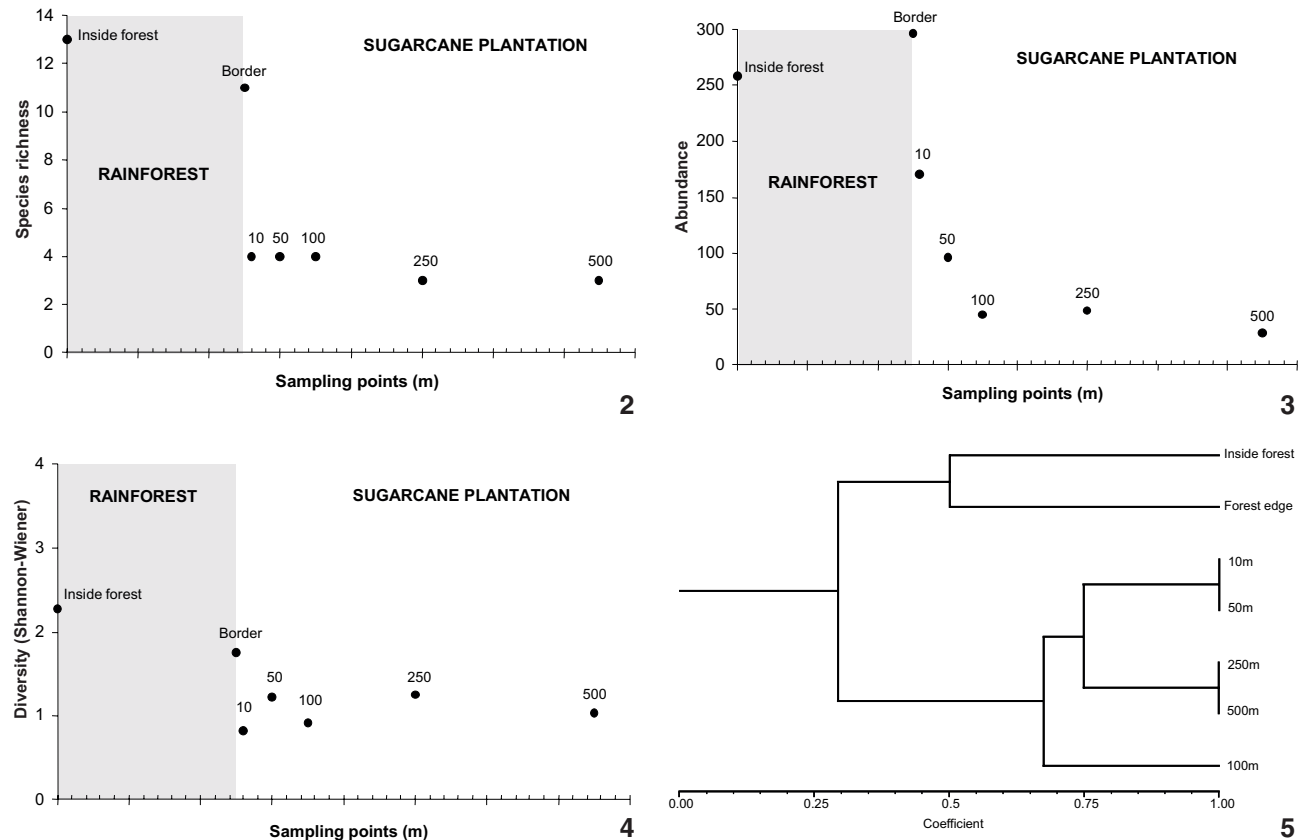 14
12
10
8
6
4
2
0
Species richness
Inside forest
Border
SUGARCANE PLANTATION
RAINFOREST
10 50 100
250
500
Sampling points (m)
2
300
250
200
150
100
50
0
Abundance
Border
Inside forest
SUGARCANE PLANTATION
10
RAINFOREST
50
100
250
500
Sampling points (m)
3
4
3
2
1
0
Diversity (Shannon-Wiener)
RAINFOREST
SUGARCANE PLANTATION
Inside forest
Border
10
50
100
250
500
Sampling points (m)
4
Inside forest
Forest edge
10m
50m
250m
500m
100m
0.00 0.25 0.5 0.75 1.00
Coefficient
5